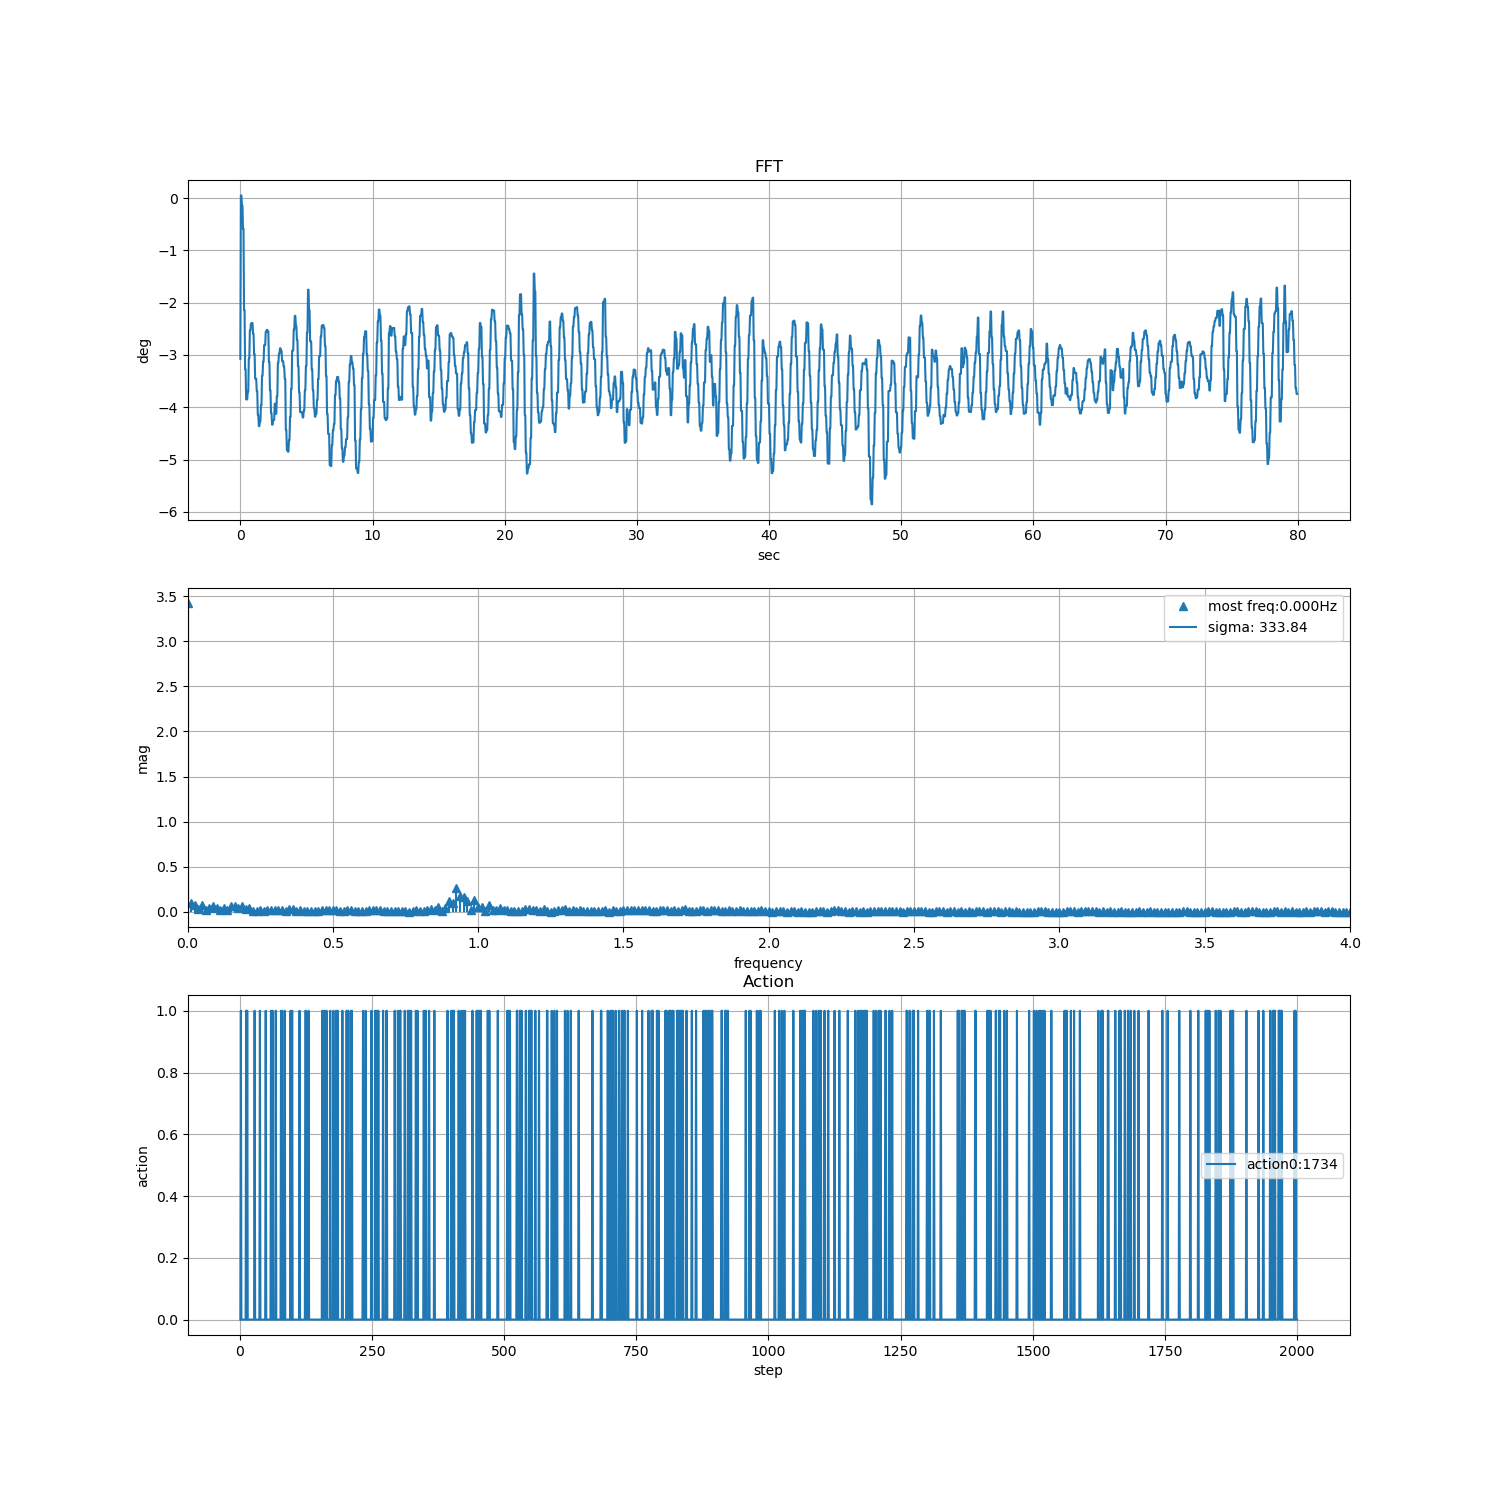 FFT
0
−1
−2
−3
−4
−5
−6
deg
0 10 20 30 40 50 60 70 80
sec
3.5
3.0
2.5
2.0
1.5
1.0
0.5
0.0
mag
most freq:0.000Hz
sigma: 333.84
0.0 0.5 1.0 1.5 2.0 2.5 3.0 3.5 4.0
frequency
Action
1.0
0.8
0.6
0.4
0.2
0.0
action
action0:1734
0 250 500 750 1000 1250 1500 1750 2000
step